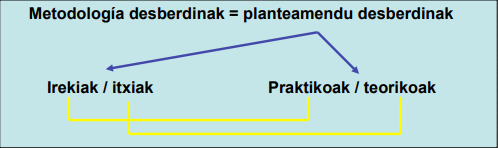 Metodología desberdinak = planteamendu desberdinak
Irekiak / itxiak Praktikoak / teorikoak